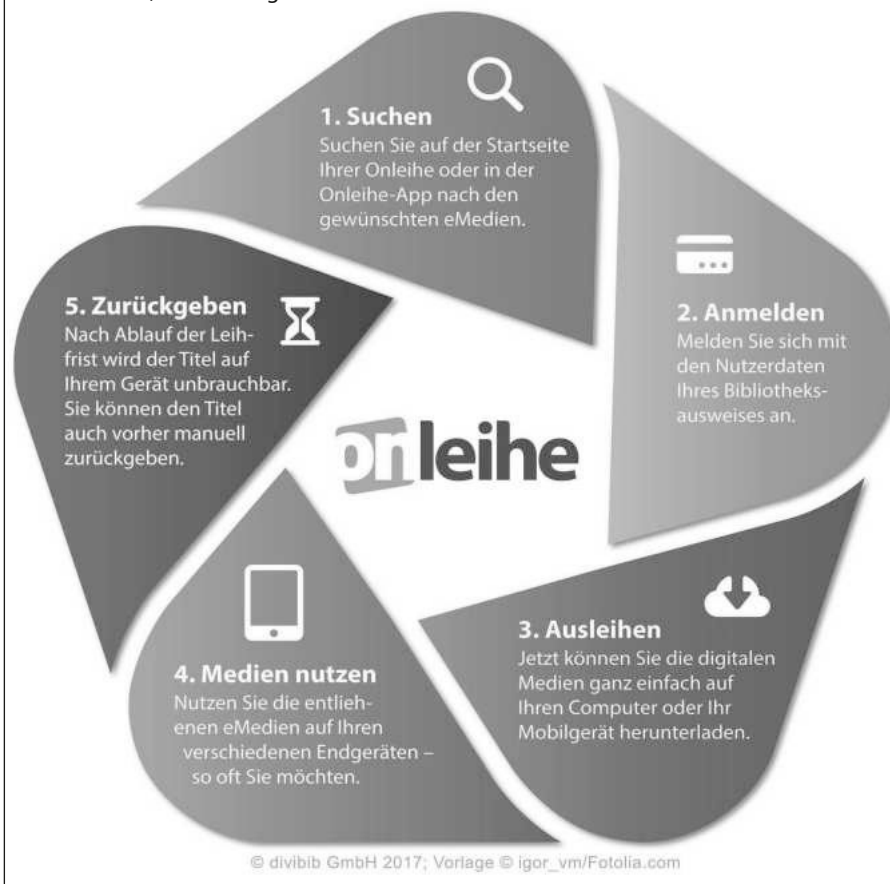 1. Suchen
Suchen Sie auf der Startseite
Ihrer Onleihe oder in der
Onleihe-App nach den
gewünschten eMedien.
2. Anmelden
Melden Sie sich mit
den Nutzerdaten
Ihres Bibliotheks-
ausweises an.
3. Ausleihen
Jetzt können Sie die digitalen
Medien ganz einfach auf
Ihren Computer oder Ihr
Mobilgerät herunterladen.
4. Medien nutzen
Nutzen Sie die entlieh-
enen eMedien auf Ihren
verschiedenen Endgeräten –
so oft Sie möchten.
5. Zurückgeben
Nach Ablauf der Leih-
frist wird der Titel auf
Ihrem Gerät unbrauchbar.
Sie können den Titel
auch vorher manuell
zurückgeben.
onleihe
© divibib GmbH 2017; Vorlage © igor_vm/Fotolia.com